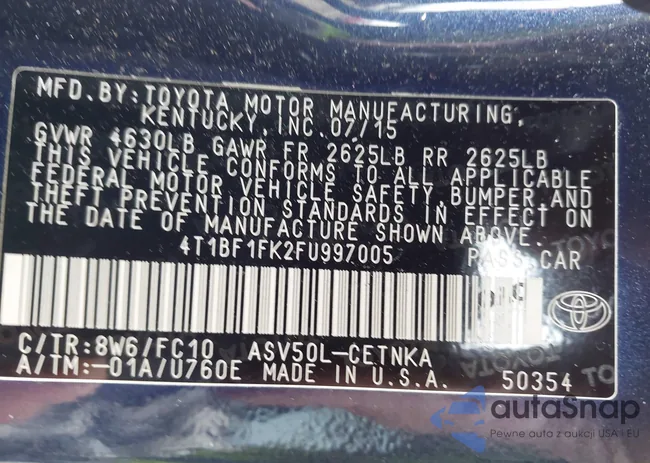 MFD.BY:TOYOTA MOTOR MANUFACTURING,
KENTUCKY, INC. 07/15
GVWR 4630LB GAWR FR 2625LB RR 2625LB
THIS VEHICLE CONFORMS TO ALL APPLICABLE
FEDERAL MOTOR VEHICLE SAFETY, BUMPER, AND
THEFT PREVENTION STANDARDS IN EFFECT ON
THE DATE OF MANUFACTURE SHOWN ABOVE.
4T1BF1FK2FU997005 PASS CAR
C/TR:8W6/FC10 ASV50L-CETNKA
A/TM:-01A/U760E MADE IN U.S.A. 50354
autaSnap
Pewne auta z aukcji USA i EU